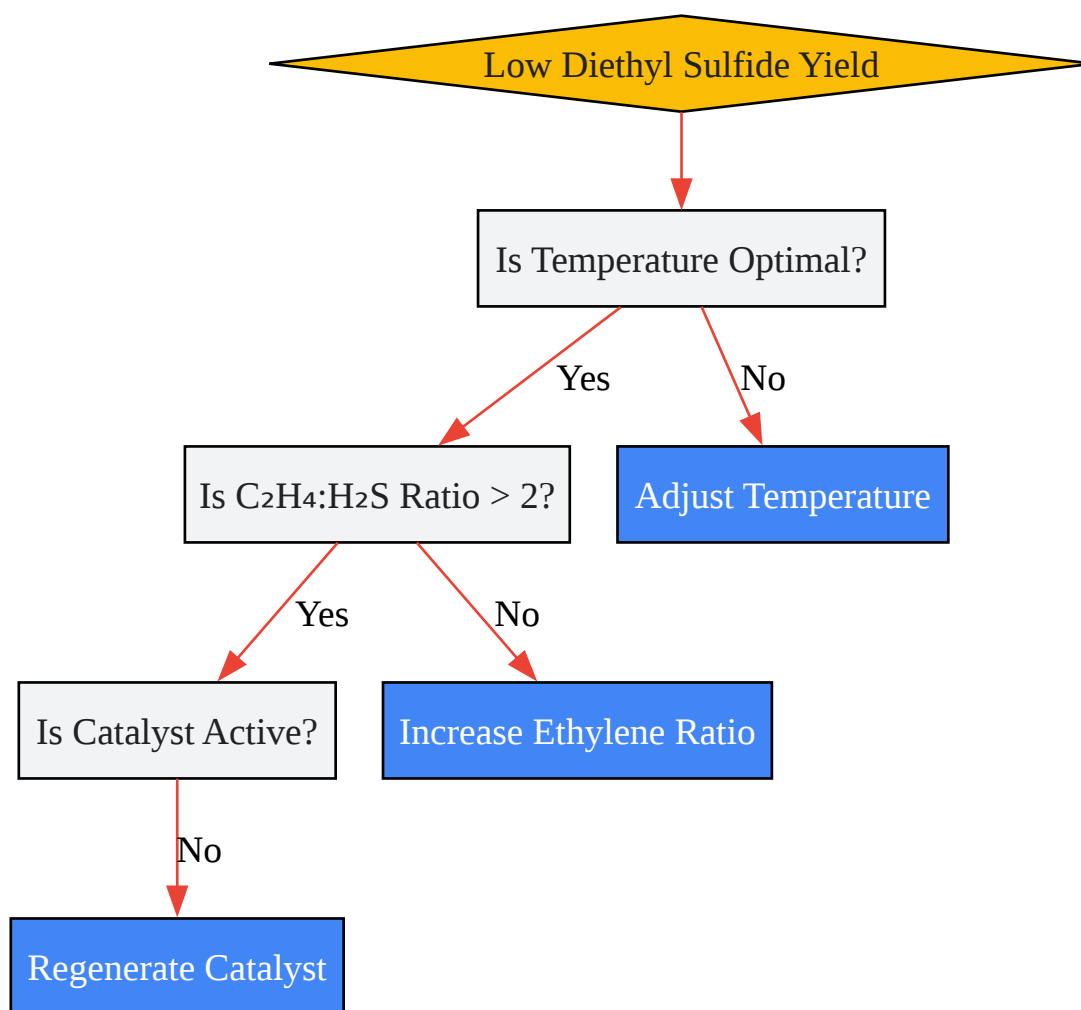 Low Diethyl Sulfide Yield
Is Temperature Optimal?
Yes
No
Is C₂H₄:H₂S Ratio > 2?
Adjust Temperature
Yes
No
Is Catalyst Active?
Increase Ethylene Ratio
No
Regenerate Catalyst